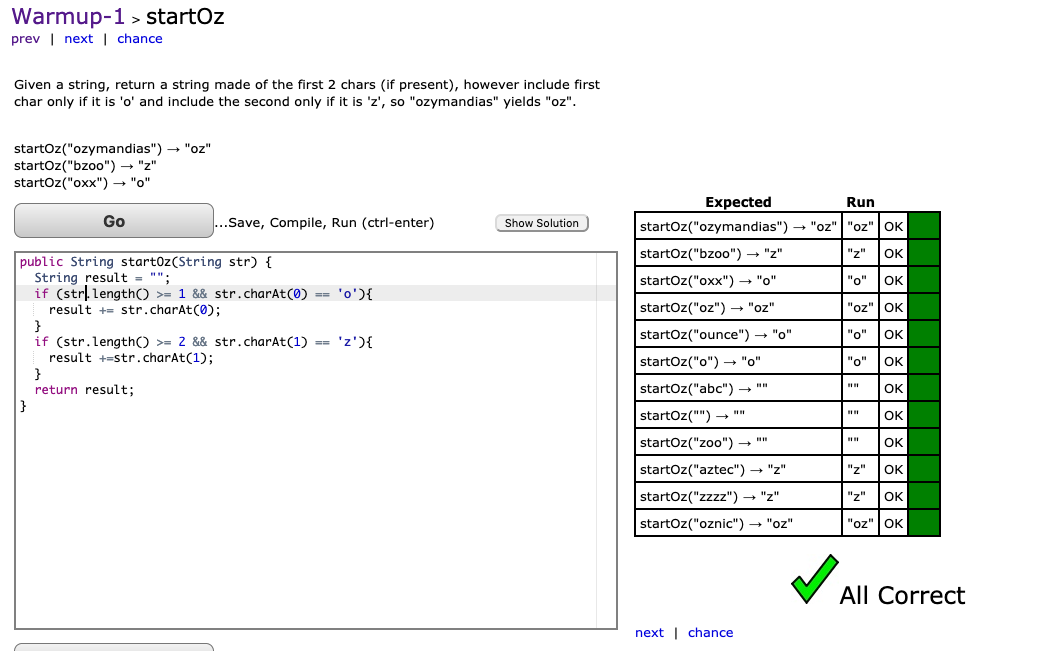 Warmup-1 > startOz
prev | next | chance
Given a string, return a string made of the first 2 chars (if present), however include first
char only if it is 'o' and include the second only if it is 'z', so "ozymandias" yields "oz".
startOz("ozymandias") → "oz"
startOz("bzoo") → "z"
startOz("oxx") → "o"
Go
...Save, Compile, Run (ctrl-enter)
Show Solution
public String startOz(String str) {
  String result = "";
  if (str.length() >= 1 && str.charAt(0) == 'o'){
    result += str.charAt(0);
  }
  if (str.length() >= 2 && str.charAt(1) == 'z'){
    result +=str.charAt(1);
  }
  return result;
}
Expected Run
startOz("ozymandias") → "oz" "oz" OK
startOz("bzoo") → "z" "z" OK
startOz("oxx") → "o" "o" OK
startOz("oz") → "oz" "oz" OK
startOz("ounce") → "o" "o" OK
startOz("o") → "o" "o" OK
startOz("abc") → "" "" OK
startOz("") → "" "" OK
startOz("zoo") → "" "" OK
startOz("aztec") → "z" "z" OK
startOz("zzzz") → "z" "z" OK
startOz("oznic") → "oz" "oz" OK
All Correct
next | chance